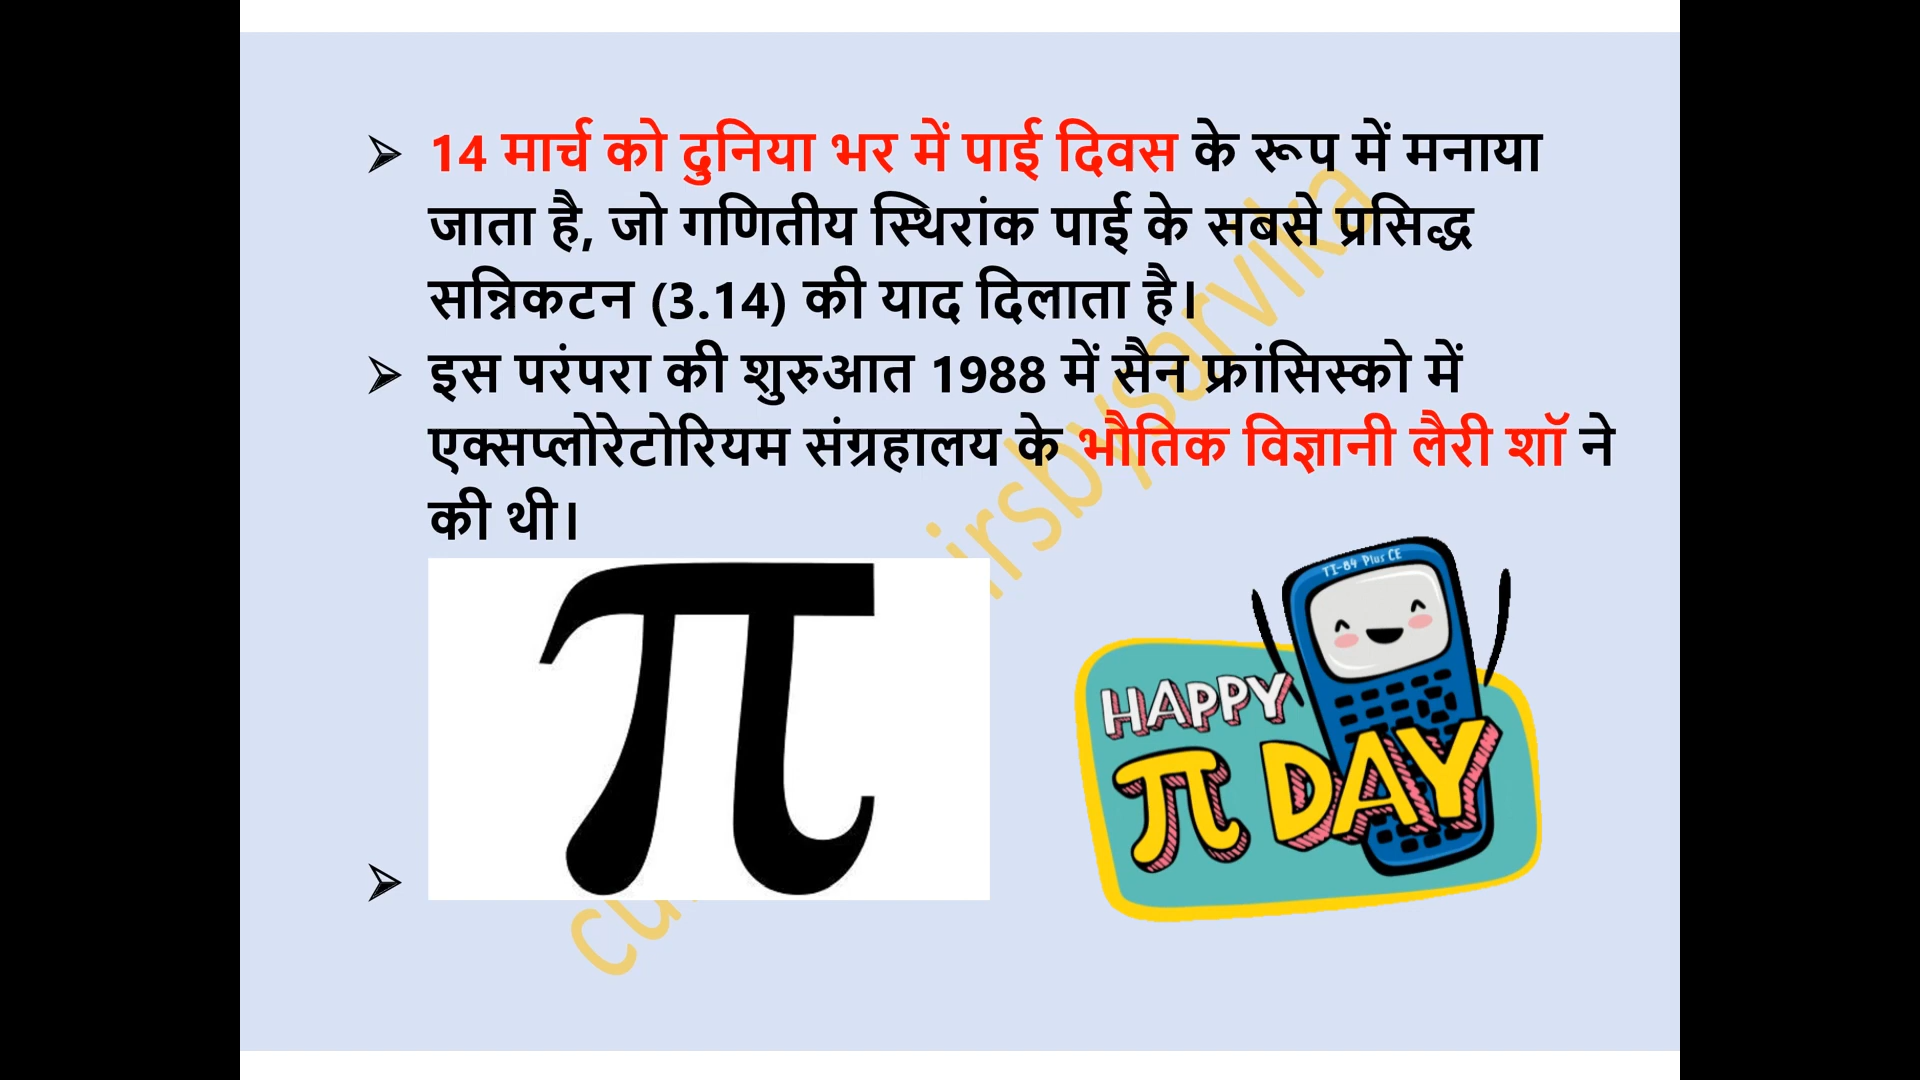 14 मार्च को दुनिया भर में पाई दिवस के रूप में मनाया
जाता है, जो गणितीय स्थिरांक पाई के सबसे प्रसिद्ध
सन्निकटन (3.14) की याद दिलाता है।
इस परंपरा की शुरुआत 1988 में सैन फ्रांसिस्को में
एक्सप्लोरेटोरियम संग्रहालय के भौतिक विज्ञानी लैरी शॉ ने
की थी।
π
TI-84 Plus CE
HAPPY
π DAY